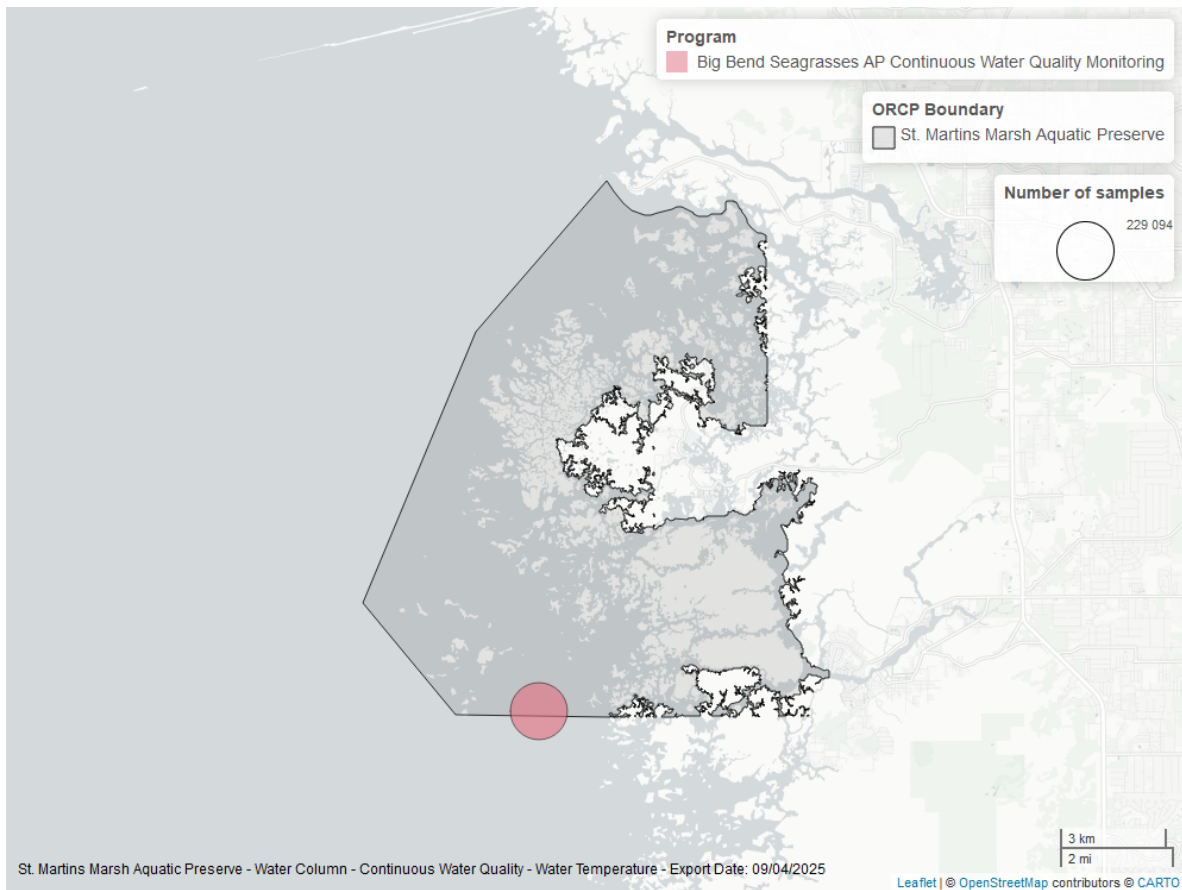 Program
Big Bend Seagrasses AP Continuous Water Quality Monitoring
ORCP Boundary
St. Martins Marsh Aquatic Preserve
Number of samples
229 094
3 km
2 mi
St. Martins Marsh Aquatic Preserve - Water Column - Continuous Water Quality - Water Temperature - Export Date: 09/04/2025
Leaflet | © OpenStreetMap contributors © CARTO